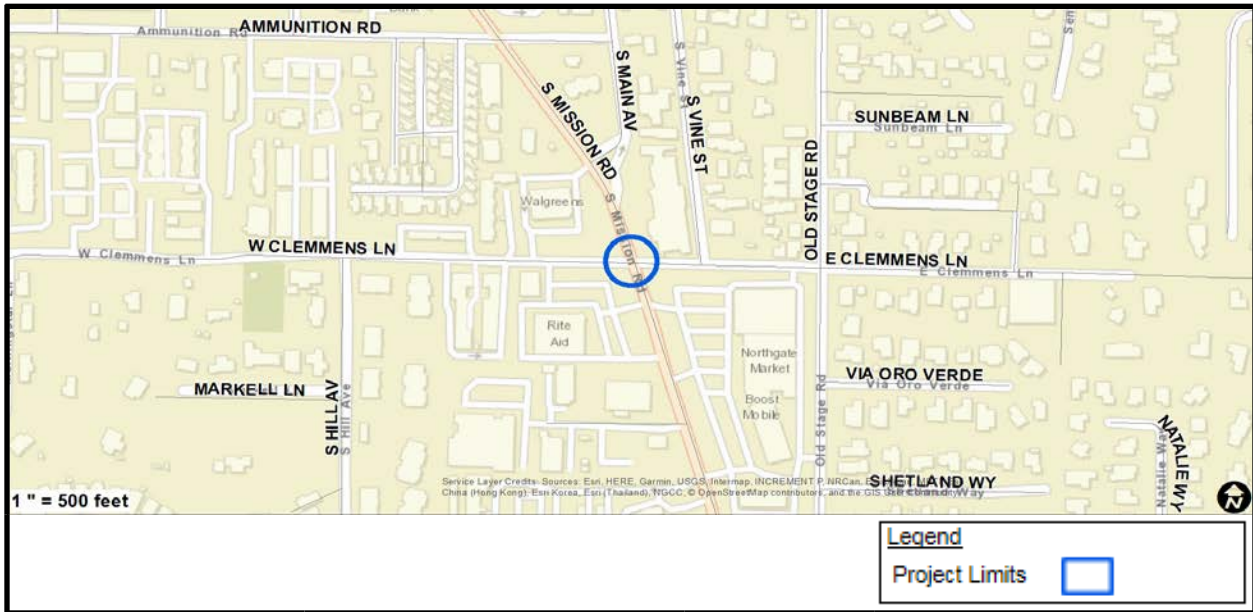 AMMUNITION RD
Ammunition Rd
S MAIN AV
S Vine St
S VINE ST
S MISSION RD
SUNBEAM LN
Sunbeam Ln
OLD STAGE RD
Walgreens
S Mission Rd
W CLEMMENS LN
W Clemmens Ln
E CLEMMENS LN
E Clemmens Ln
Rite
Aid
Northgate
Market
Boost
Mobile
MARKELL LN
S HILL AV
S Hill Ave
VIA ORO VERDE
Via Oro Verde
Old Stage Rd
NATALIE WY
Natalie Way
SHETLAND WY
Service Layer Credits: Sources: Esri, HERE, Garmin, USGS, Intermap, INCREMENT P, NRCan,
China (Hong Kong), Esri Korea, Esri (Thailand), NGCC, © OpenStreetMap contributors, and the GIS
1 " = 500 feet
N
Legend
Project Limits